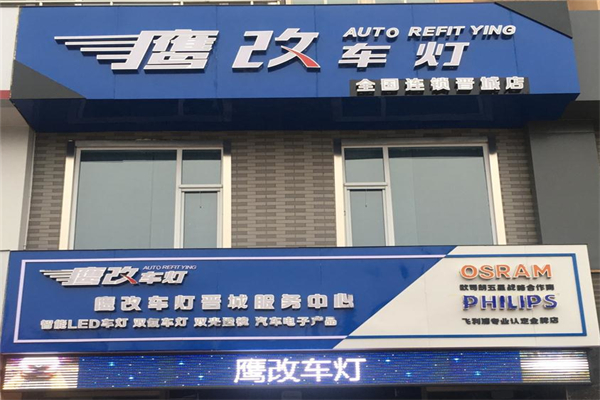 鹰改车灯
AUTO REFIT YING
全国连锁晋城店
鹰改车灯
AUTO REFIT YING
鹰改车灯晋城服务中心
智能LED车灯 双氙车灯 双光透镜 汽车电子产品
OSRAM
欧司朗五星战略合作商
PHILIPS
飞利浦专业认定金牌店
鹰改车灯